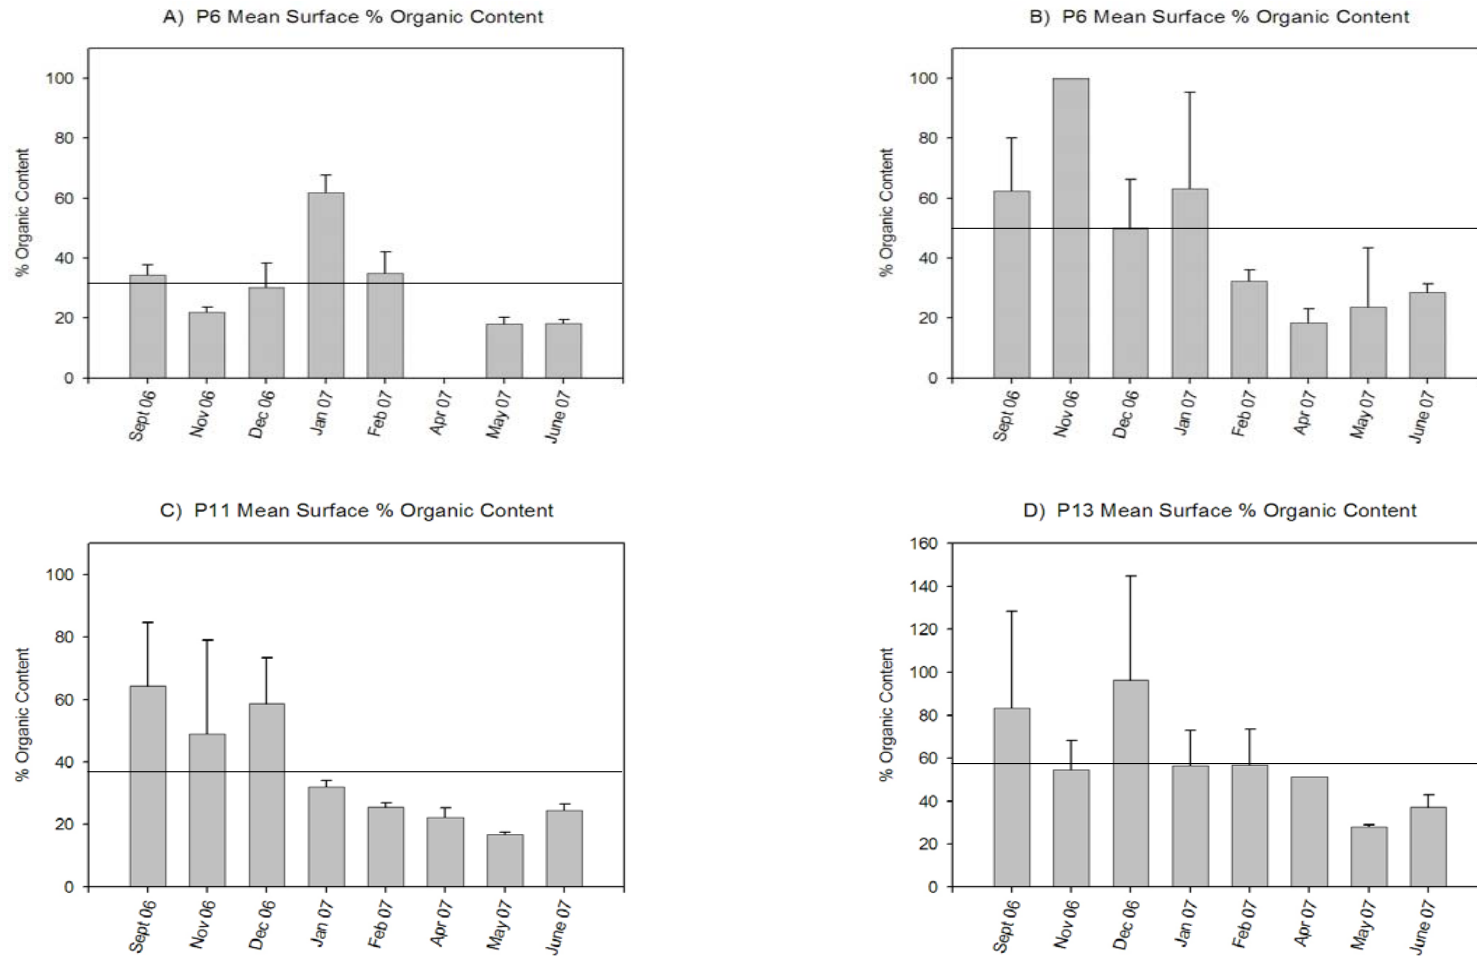 A) P6 Mean Surface % Organic Content
% Organic Content
100
80
60
40
20
0
Sept 06
Nov 06
Dec 06
Jan 07
Feb 07
Apr 07
May 07
June 07
B) P6 Mean Surface % Organic Content
% Organic Content
100
80
60
40
20
0
Sept 06
Nov 06
Dec 06
Jan 07
Feb 07
Apr 07
May 07
June 07
C) P11 Mean Surface % Organic Content
% Organic Content
100
80
60
40
20
0
Sept 06
Nov 06
Dec 06
Jan 07
Feb 07
Apr 07
May 07
June 07
D) P13 Mean Surface % Organic Content
% Organic Content
160
140
120
100
80
60
40
20
0
Sept 06
Nov 06
Dec 06
Jan 07
Feb 07
Apr 07
May 07
June 07